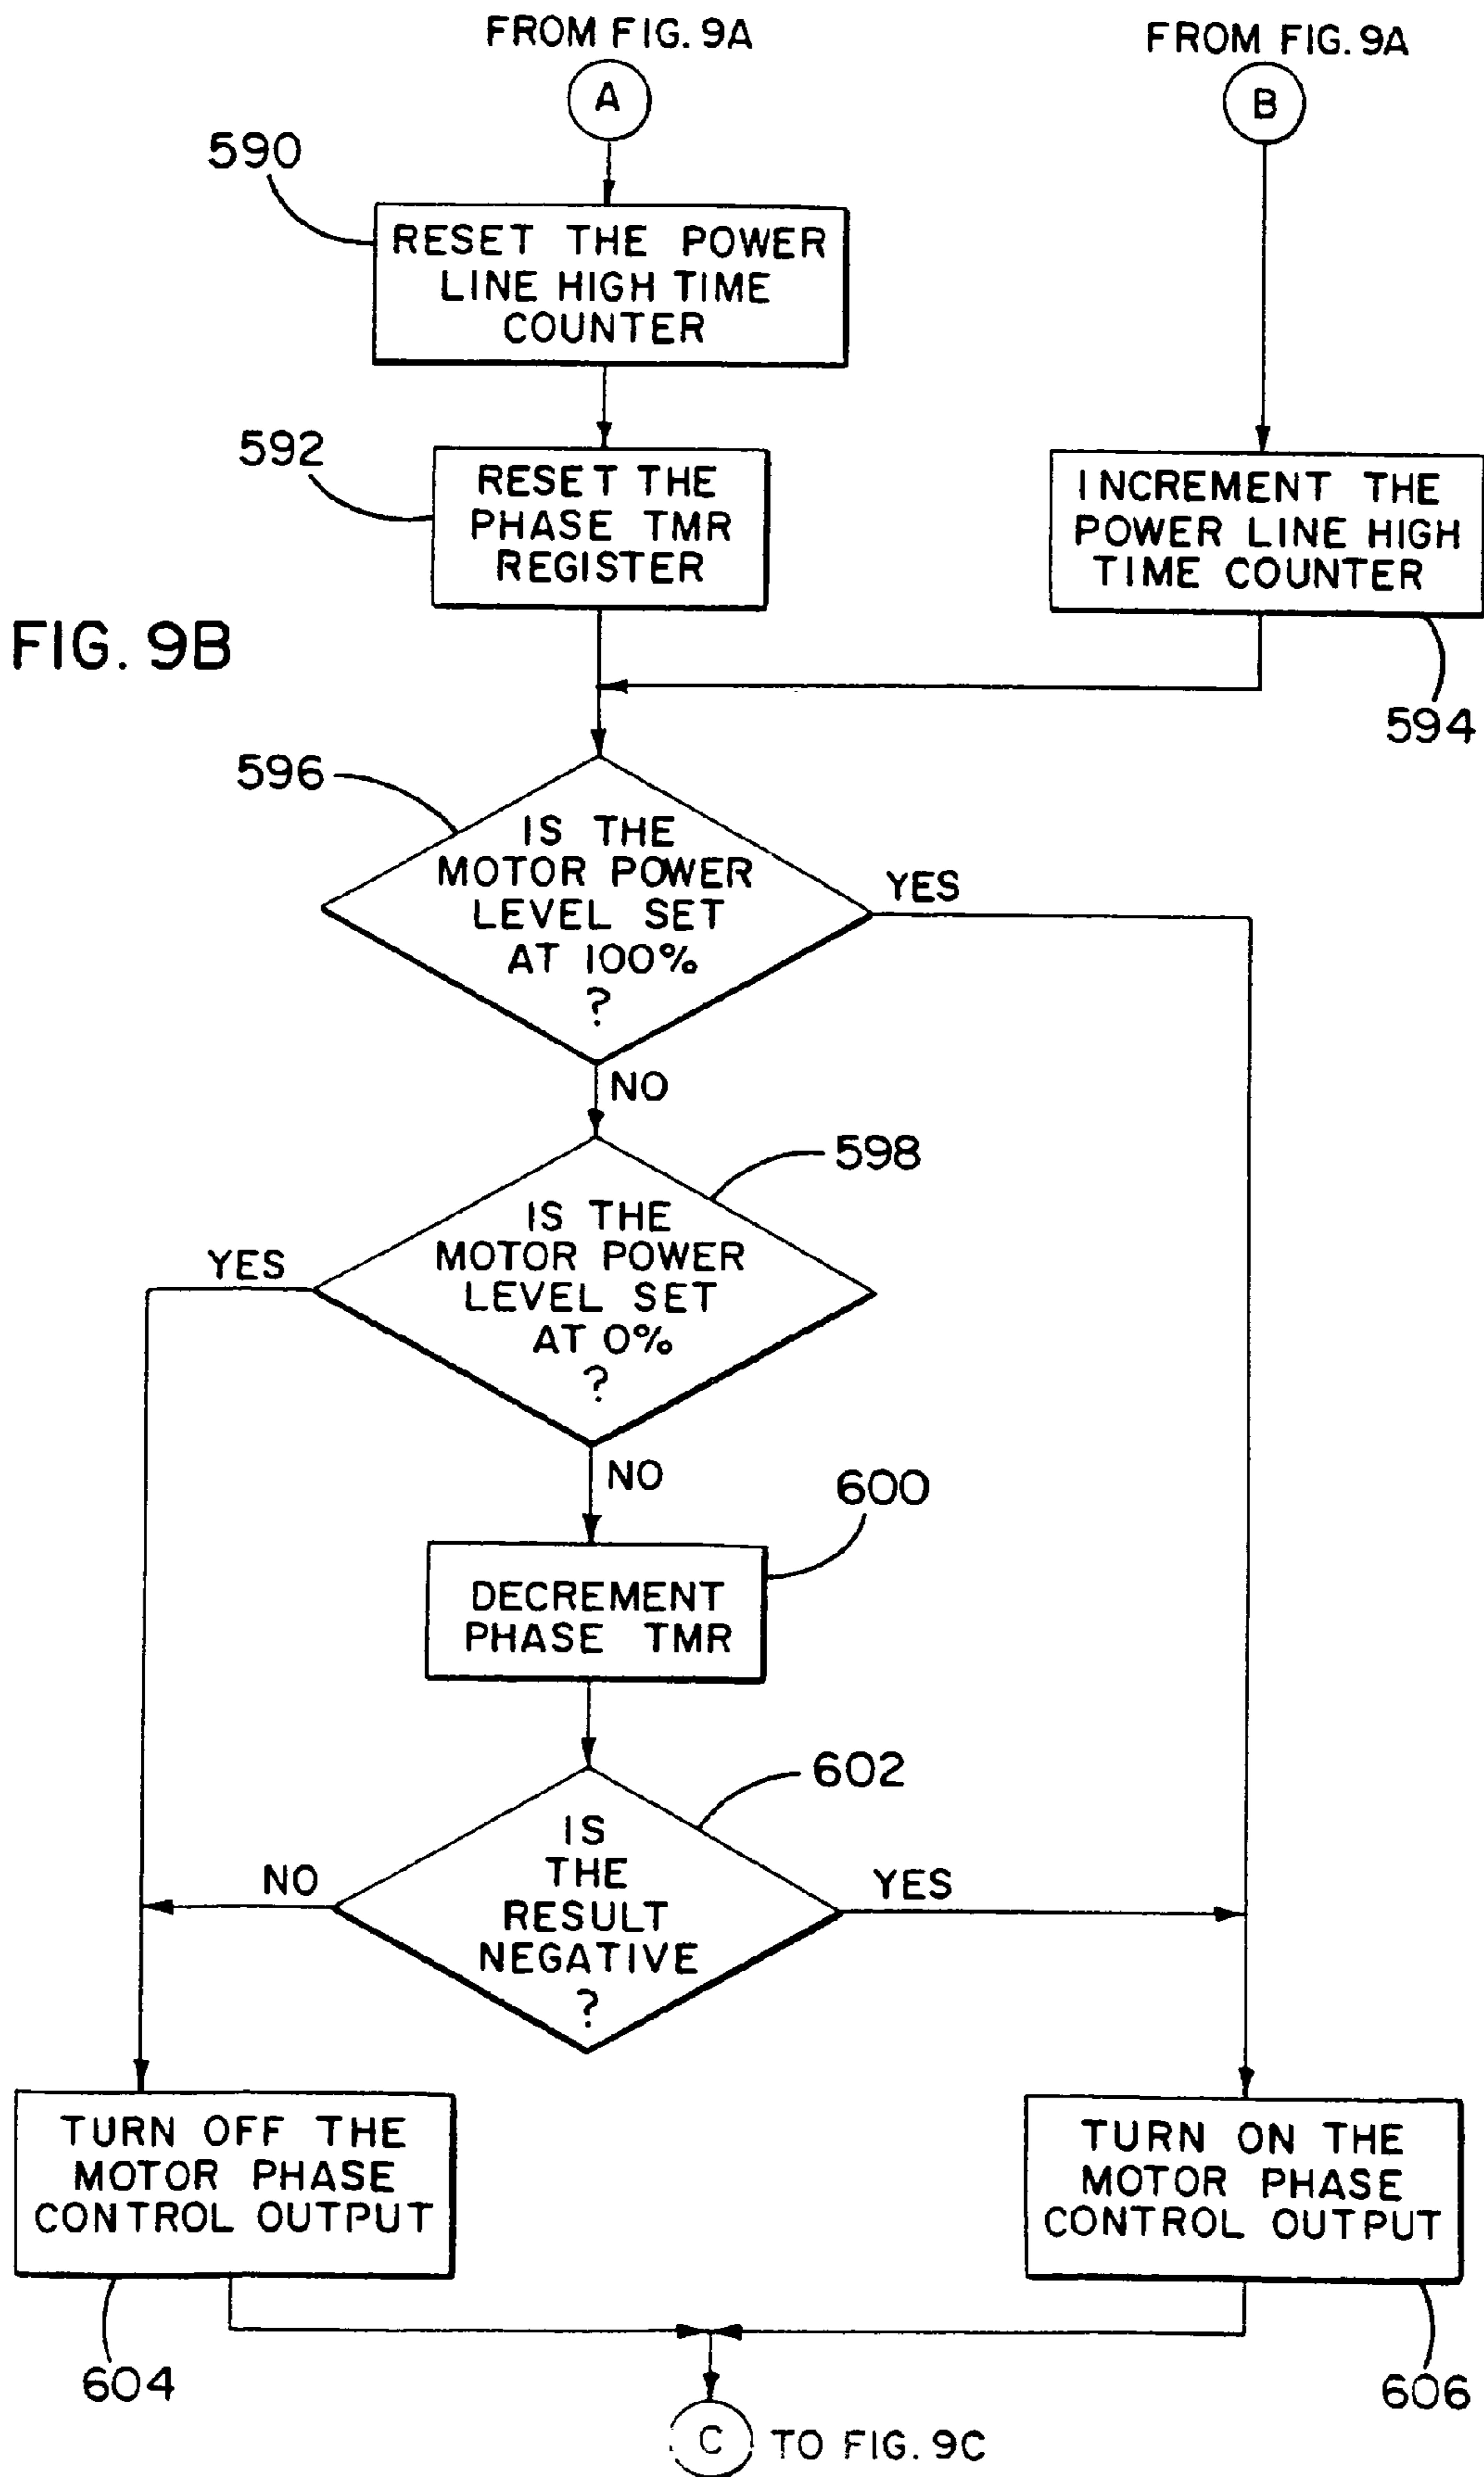 FROM FIG. 9A
FROM FIG. 9A
A
B
590
RESET THE POWER
LINE HIGH TIME
COUNTER
592
RESET THE
PHASE TMR
REGISTER
INCREMENT THE
POWER LINE HIGH
TIME COUNTER
594
FIG. 9B
596
IS THE
MOTOR POWER
LEVEL SET
AT 100%
?
YES
NO
598
IS THE
MOTOR POWER
LEVEL SET
AT 0%
?
YES
NO
600
DECREMENT
PHASE TMR
602
IS
THE
RESULT
NEGATIVE
?
NO
YES
TURN OFF THE
MOTOR PHASE
CONTROL OUTPUT
604
TURN ON THE
MOTOR PHASE
CONTROL OUTPUT
606
C TO FIG. 9C